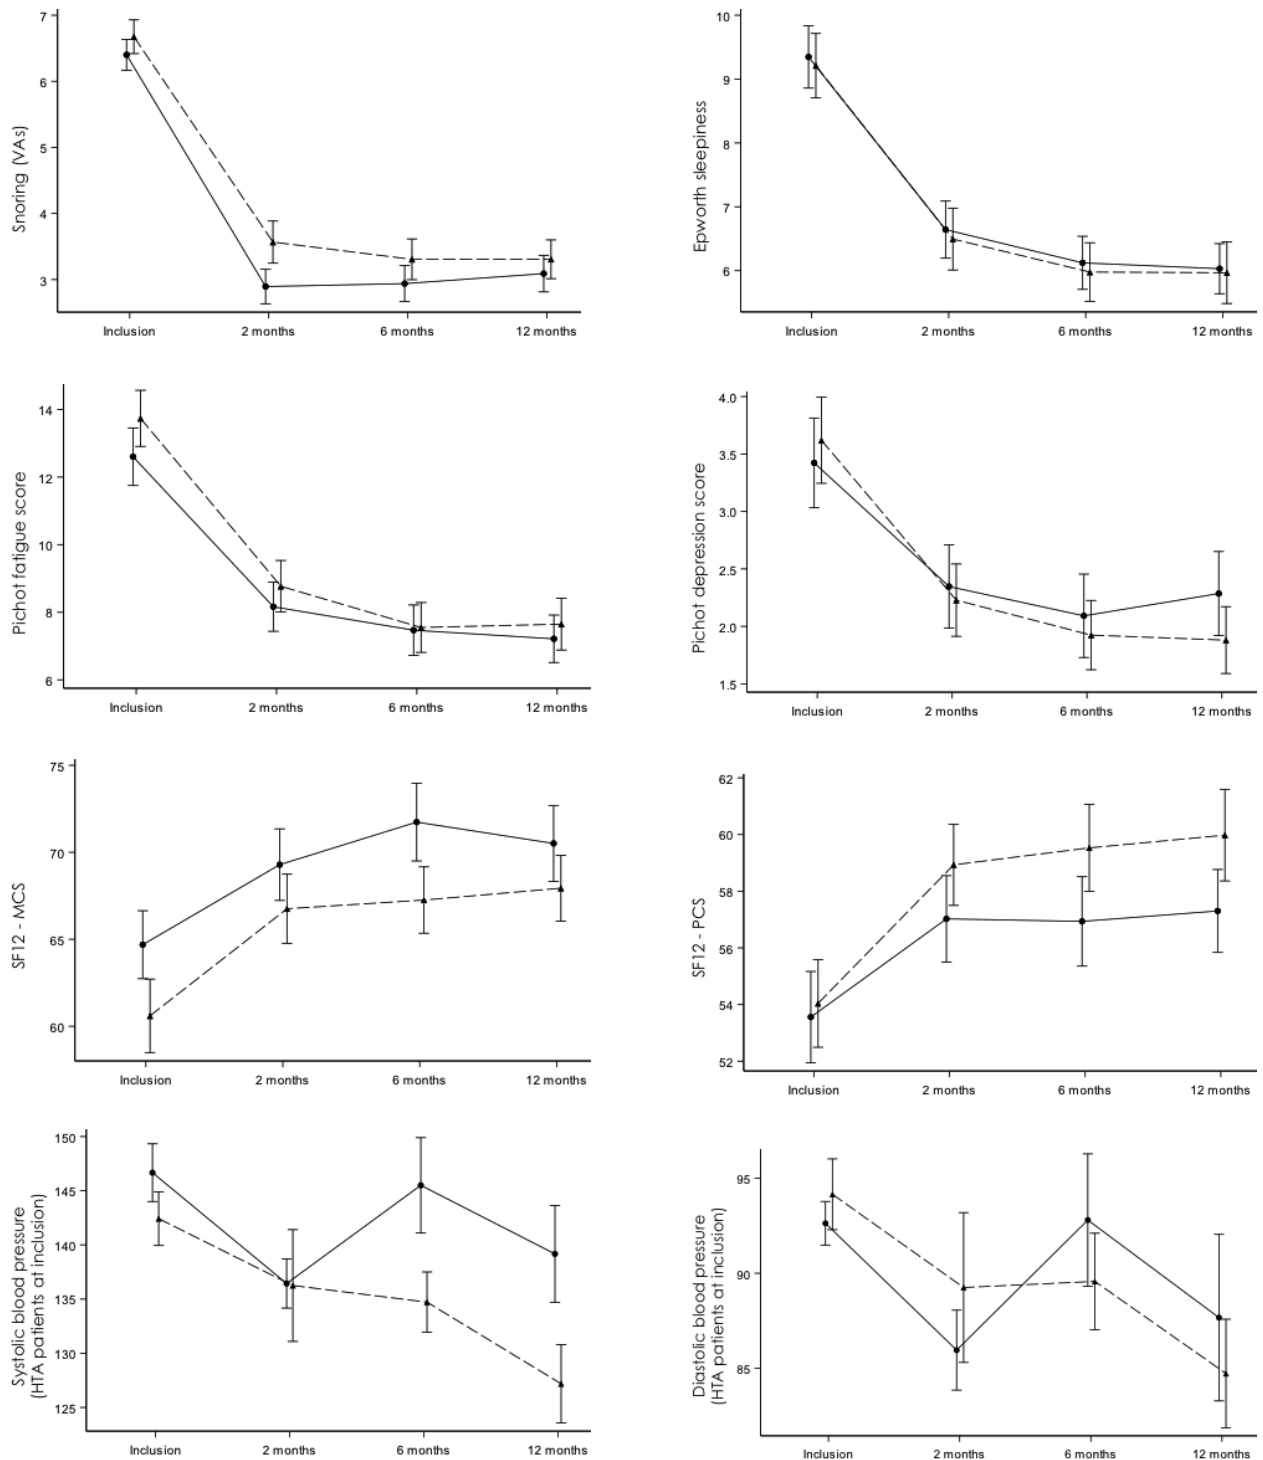 Snoring (VAs)
7
6
5
4
3
Inclusion 2 months 6 months 12 months
Epworth sleepiness
10
9
8
7
6
Inclusion 2 months 6 months 12 months
Pichot fatigue score
14
12
10
8
6
Inclusion 2 months 6 months 12 months
Pichot depression score
4.0
3.5
3.0
2.5
2.0
1.5
Inclusion 2 months 6 months 12 months
SF12 - MCS
75
70
65
60
Inclusion 2 months 6 months 12 months
SF12 - PCS
62
60
58
56
54
52
Inclusion 2 months 6 months 12 months
Systolic blood pressure
(HTA patients at inclusion)
150
145
140
135
130
125
Inclusion 2 months 6 months 12 months
Diastolic blood pressure
(HTA patients at inclusion)
95
90
85
Inclusion 2 months 6 months 12 months